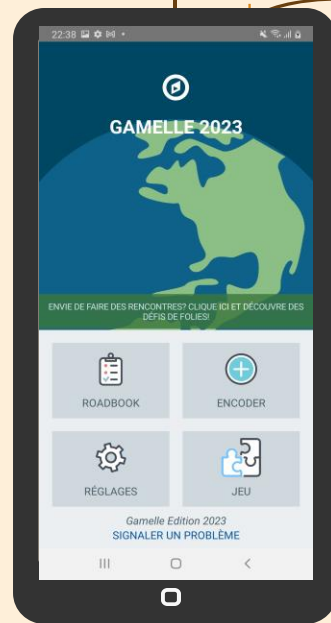 22:38
GAMELLE 2023
ENVIE DE FAIRE DES RENCONTRES? CLIQUE ICI ET DÉCOUVRE DES
DÉFIS DE FOLIES!
ROADBOOK
ENCODER
RÉGLAGES
JEU
Gamelle Edition 2023
SIGNALER UN PROBLÈME